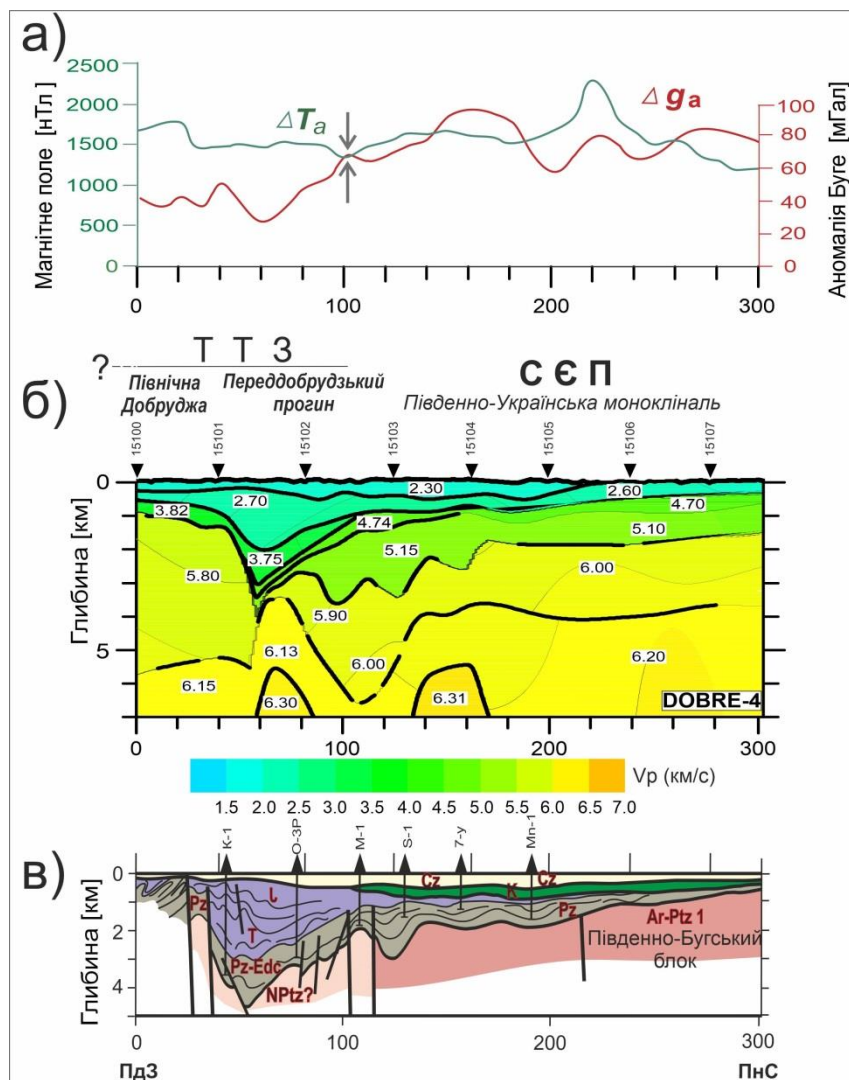 а)
Магнітне поле [нТл]
2500
2000
1500
1000
500
0
△Ta
△ga
100
80
60
40
20
0
Аномалія Буге [мГал]
0 100 200 300
? Т Т З
Північна Добруджа
Переддобрудзький прогин
С Є П
Південно-Українська монокліналь
б)
15100 15101 15102 15103 15104 15105 15106 15107
Глибина [км]
0
5
2.70 2.30 2.60
3.82 4.74 4.70
3.75 5.15 5.10
5.80 5.90 6.00
6.13 6.00 6.20
6.15 6.30 6.31
DOBRE-4
0 100 200 300
1.5 2.0 2.5 3.0 3.5 4.0 4.5 5.0 5.5 6.0 6.5 7.0
Vp (км/с)
в)
К-1 О-3Р М-1 S-1 7-у Мп-1
Глибина [км]
0
2
4
Cz Cz
K
Pz
T
Pz
Pz-Edc
NPtz?
Ar-Ptz 1
Південно-Бугський
блок
0 100 200 300
ПдЗ ПнС